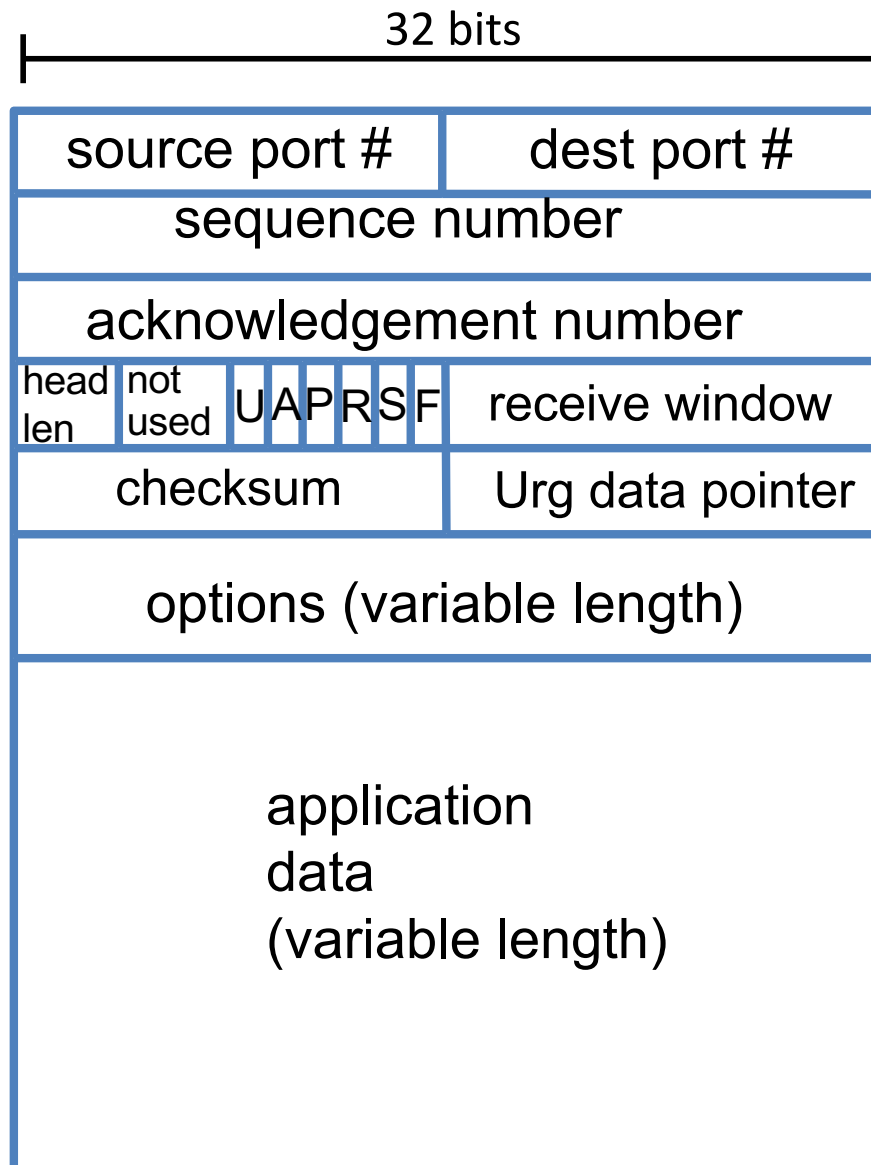 32 bits
source port # dest port #
sequence number
acknowledgement number
head not U A P R S F receive window
len used
checksum Urg data pointer
options (variable length)
application
data
(variable length)